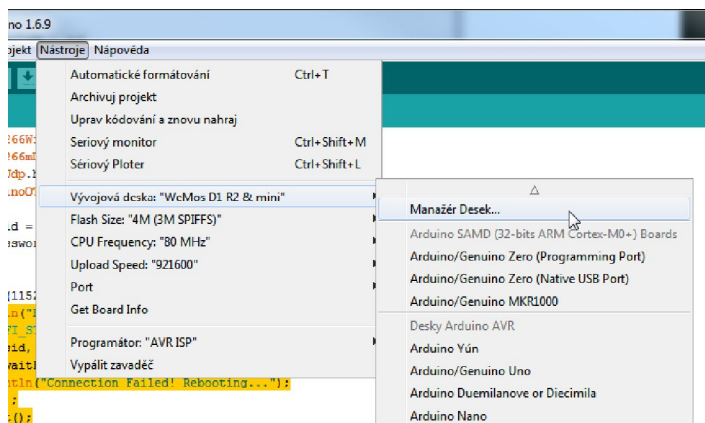 no 1.6.9
ojekt Nástroje Nápověda
Automatické formátování Ctrl+T
Archivuj projekt
Uprav kódování a znovu nahraj
Seriový monitor Ctrl+Shift+M
Sériový Ploter Ctrl+Shift+L
Vývojová deska: "WeMos D1 R2 & mini"
Flash Size: "4M (3M SPIFFS)"
CPU Frequency: "80 MHz"
Upload Speed: "921600"
Port
Get Board Info
Programátor: "AVR ISP"
Vypálit zavaděč
Manažér Desek...
Arduino SAMD (32-bits ARM Cortex-M0+) Boards
Arduino/Genuino Zero (Programming Port)
Arduino/Genuino Zero (Native USB Port)
Arduino/Genuino MKR1000
Desky Arduino AVR
Arduino Yún
Arduino/Genuino Uno
Arduino Duemilanove or Diecimila
Arduino Nano
id =
(1152
eid,
tln("Connection Failed! Rebooting...");
;
();